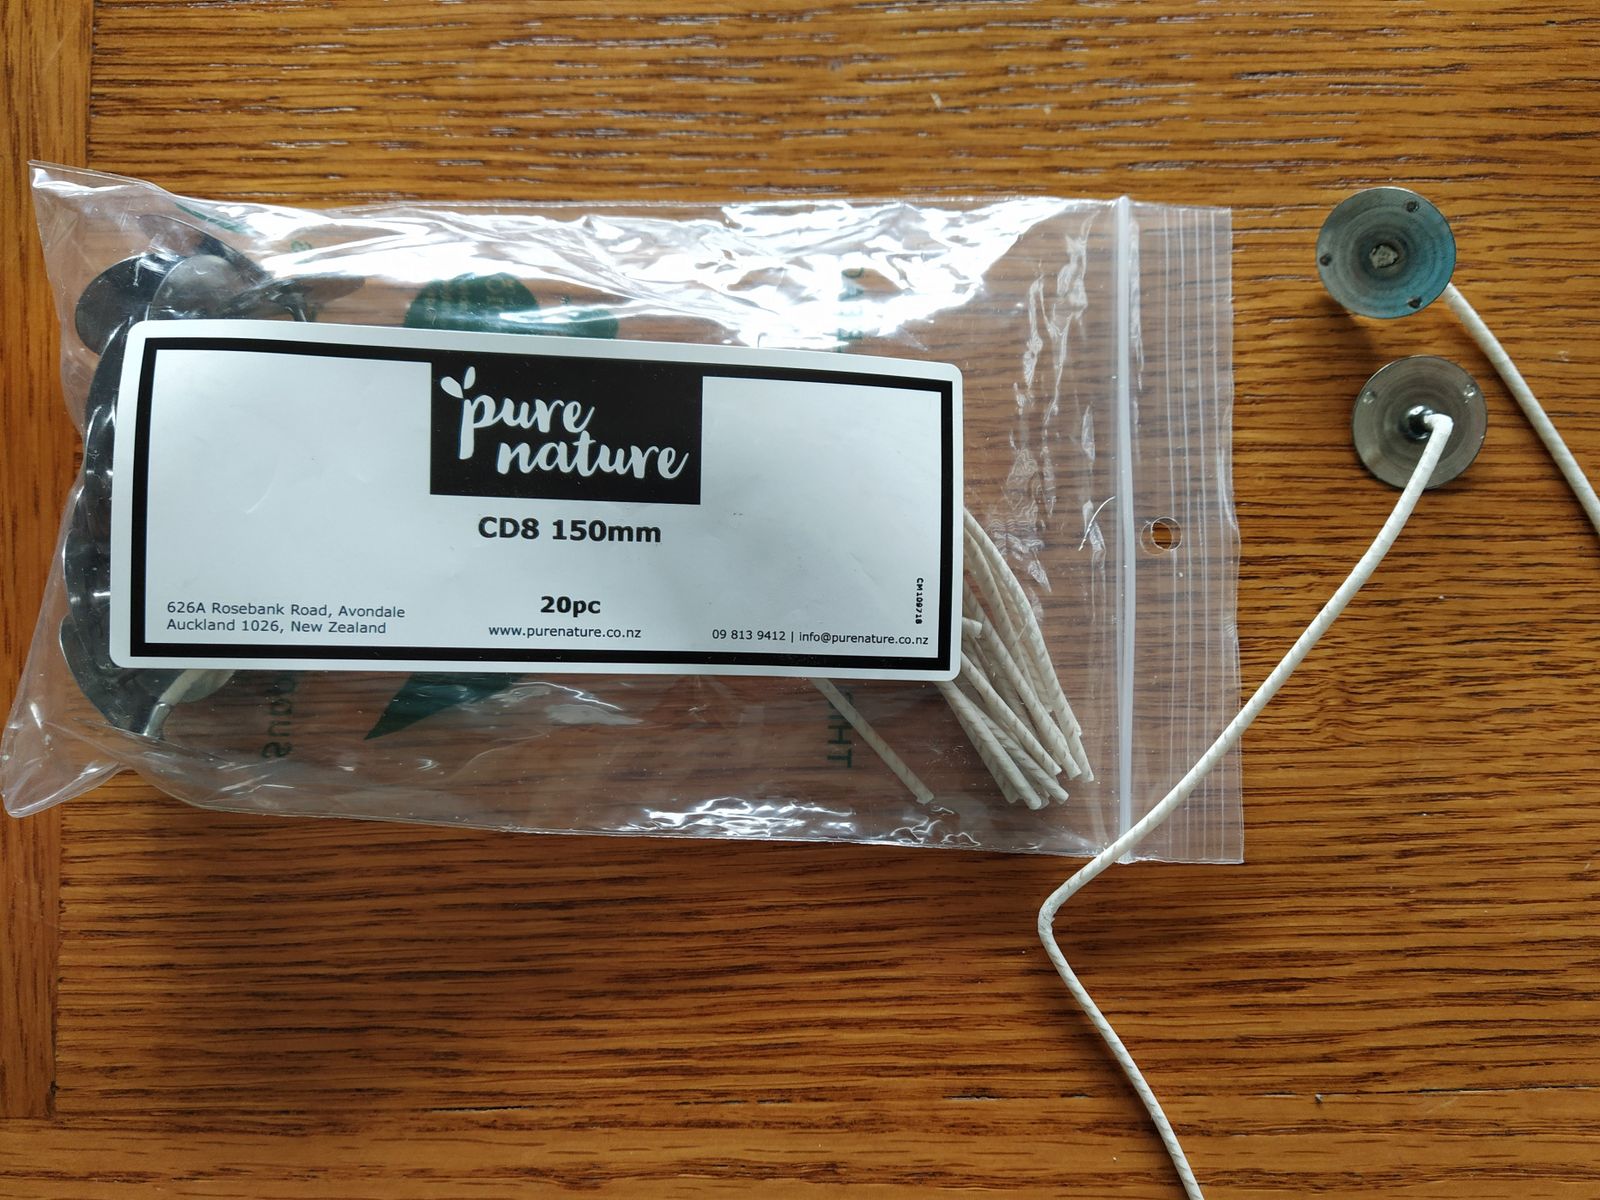 pure
nature
CD8 150mm
20pc
626A Rosebank Road, Avondale
Auckland 1026, New Zealand
www.purenature.co.nz
09 813 9412 | info@purenature.co.nz
CM109718